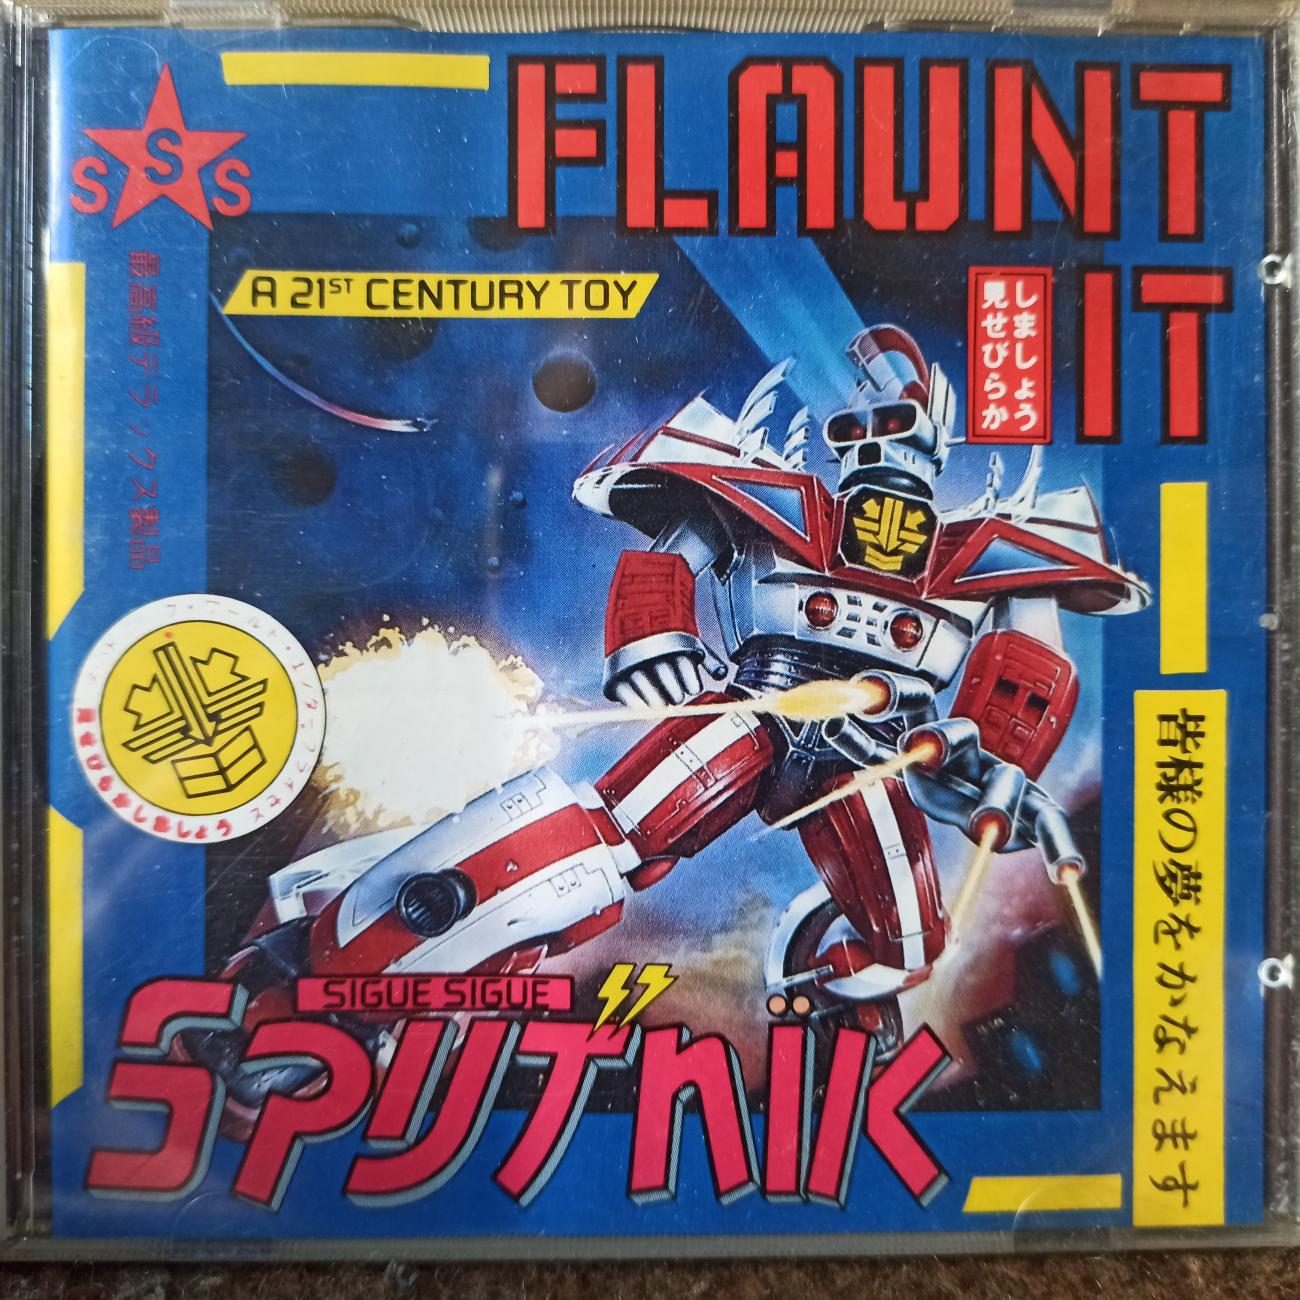 FLAUNT
IT
SSS
A 21ST CENTURY TOY
しましょう
見せびらか
最高級デラックス製品
皆様の夢をかなえます
SIGUE SIGUE
SPUTNïK